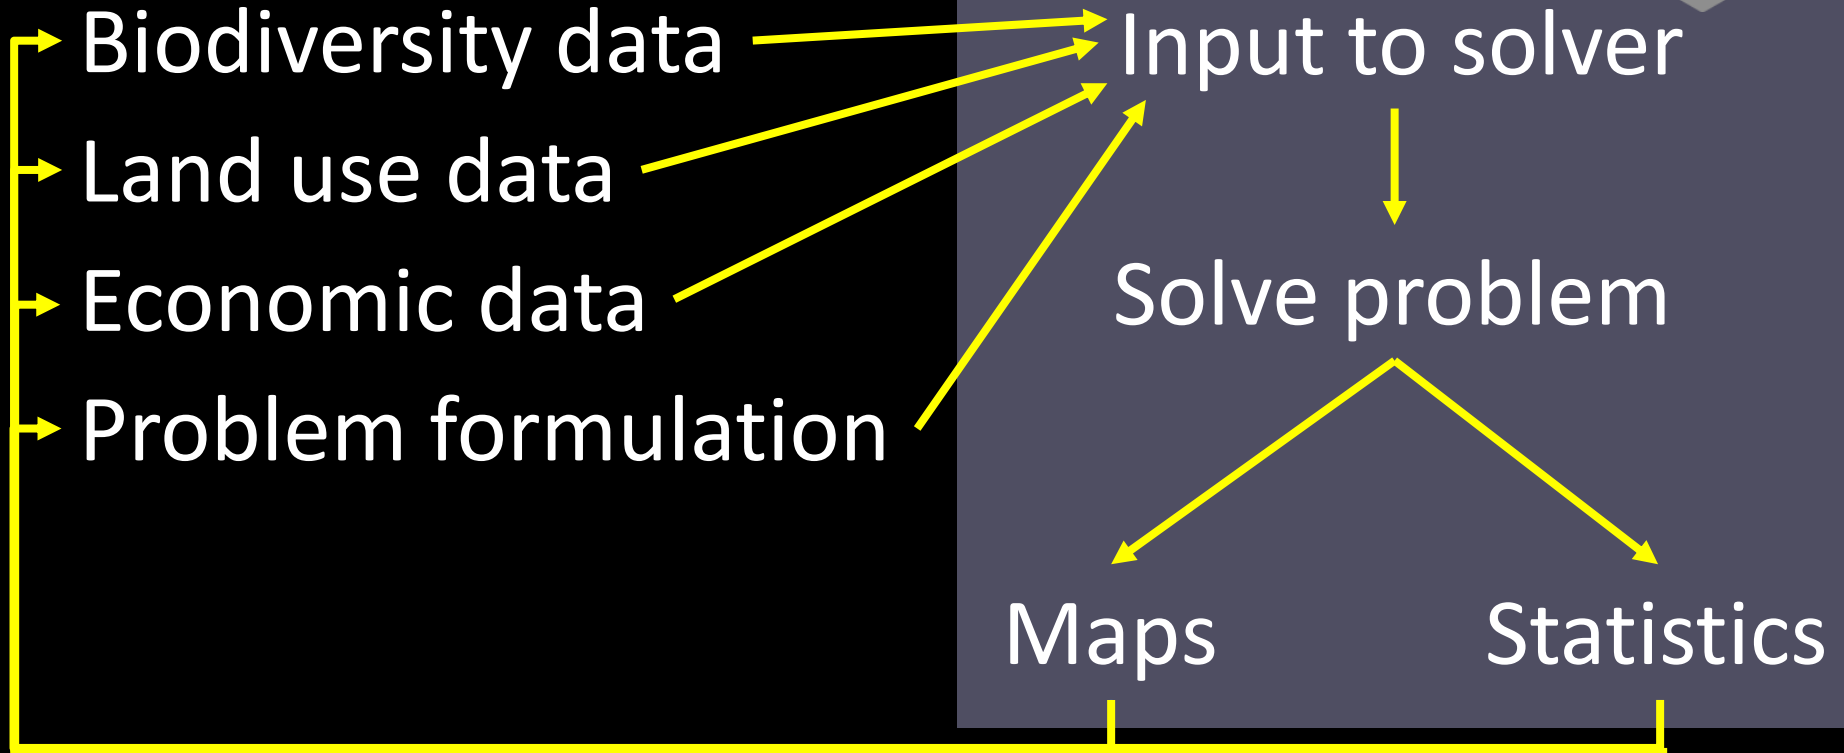 Biodiversity data
Land use data
Economic data
Problem formulation
Input to solver
Solve problem
Maps
Statistics